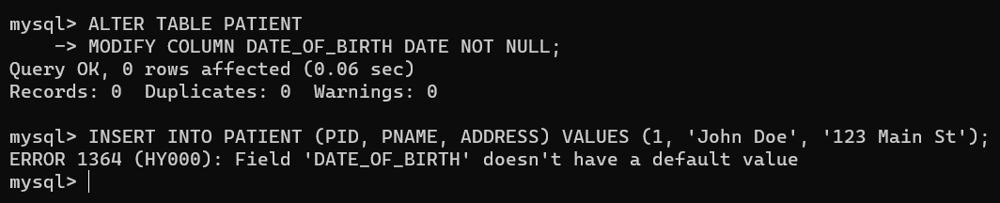 mysql> ALTER TABLE PATIENT
    -> MODIFY COLUMN DATE_OF_BIRTH DATE NOT NULL;
Query OK, 0 rows affected (0.06 sec)
Records: 0  Duplicates: 0  Warnings: 0

mysql> INSERT INTO PATIENT (PID, PNAME, ADDRESS) VALUES (1, 'John Doe', '123 Main St');
ERROR 1364 (HY000): Field 'DATE_OF_BIRTH' doesn't have a default value
mysql>